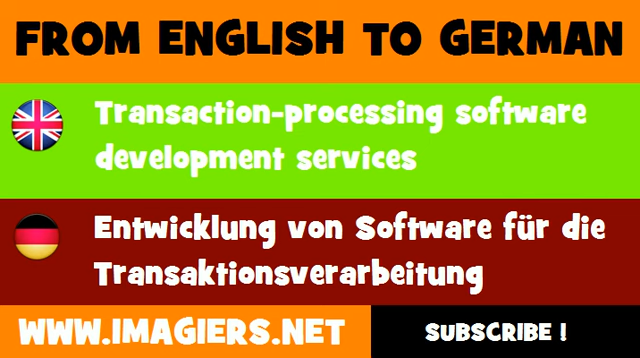 FROM ENGLISH TO GERMAN
Transaction-processing software
development services
Entwicklung von Software für die
Transaktionsverarbeitung
WWW.IMAGIERS.NET
SUBSCRIBE !